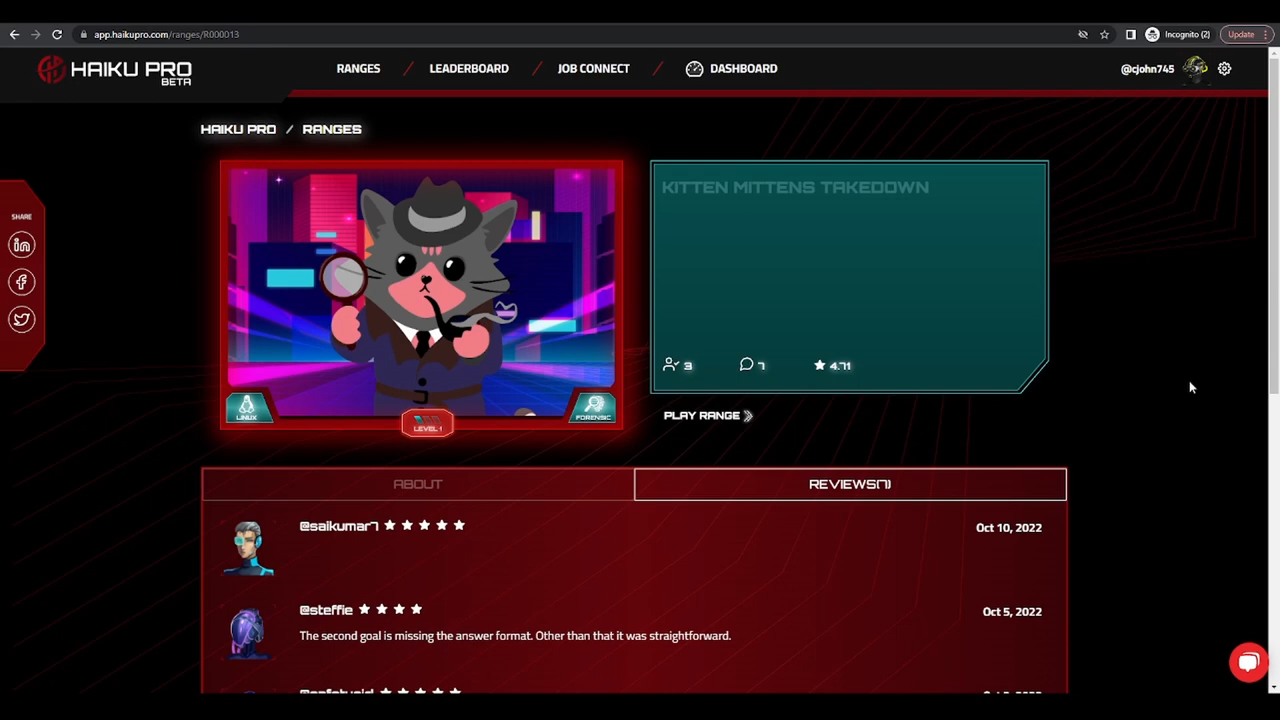 app.haikupro.com/ranges/R000013
Incognito (2)
Update
HAIKU PRO
BETA
RANGES / LEADERBOARD / JOB CONNECT / DASHBOARD
@cjohn745
HAIKU PRO / RANGES
SHARE
KITTEN MITTENS TAKEDOWN
3
7
4.71
LINUX
LEVEL 1
FORENSIC
PLAY RANGE
ABOUT
REVIEWS(7)
@saikumar7
Oct 10, 2022
@steffie
Oct 5, 2022
The second goal is missing the answer format. Other than that it was straightforward.